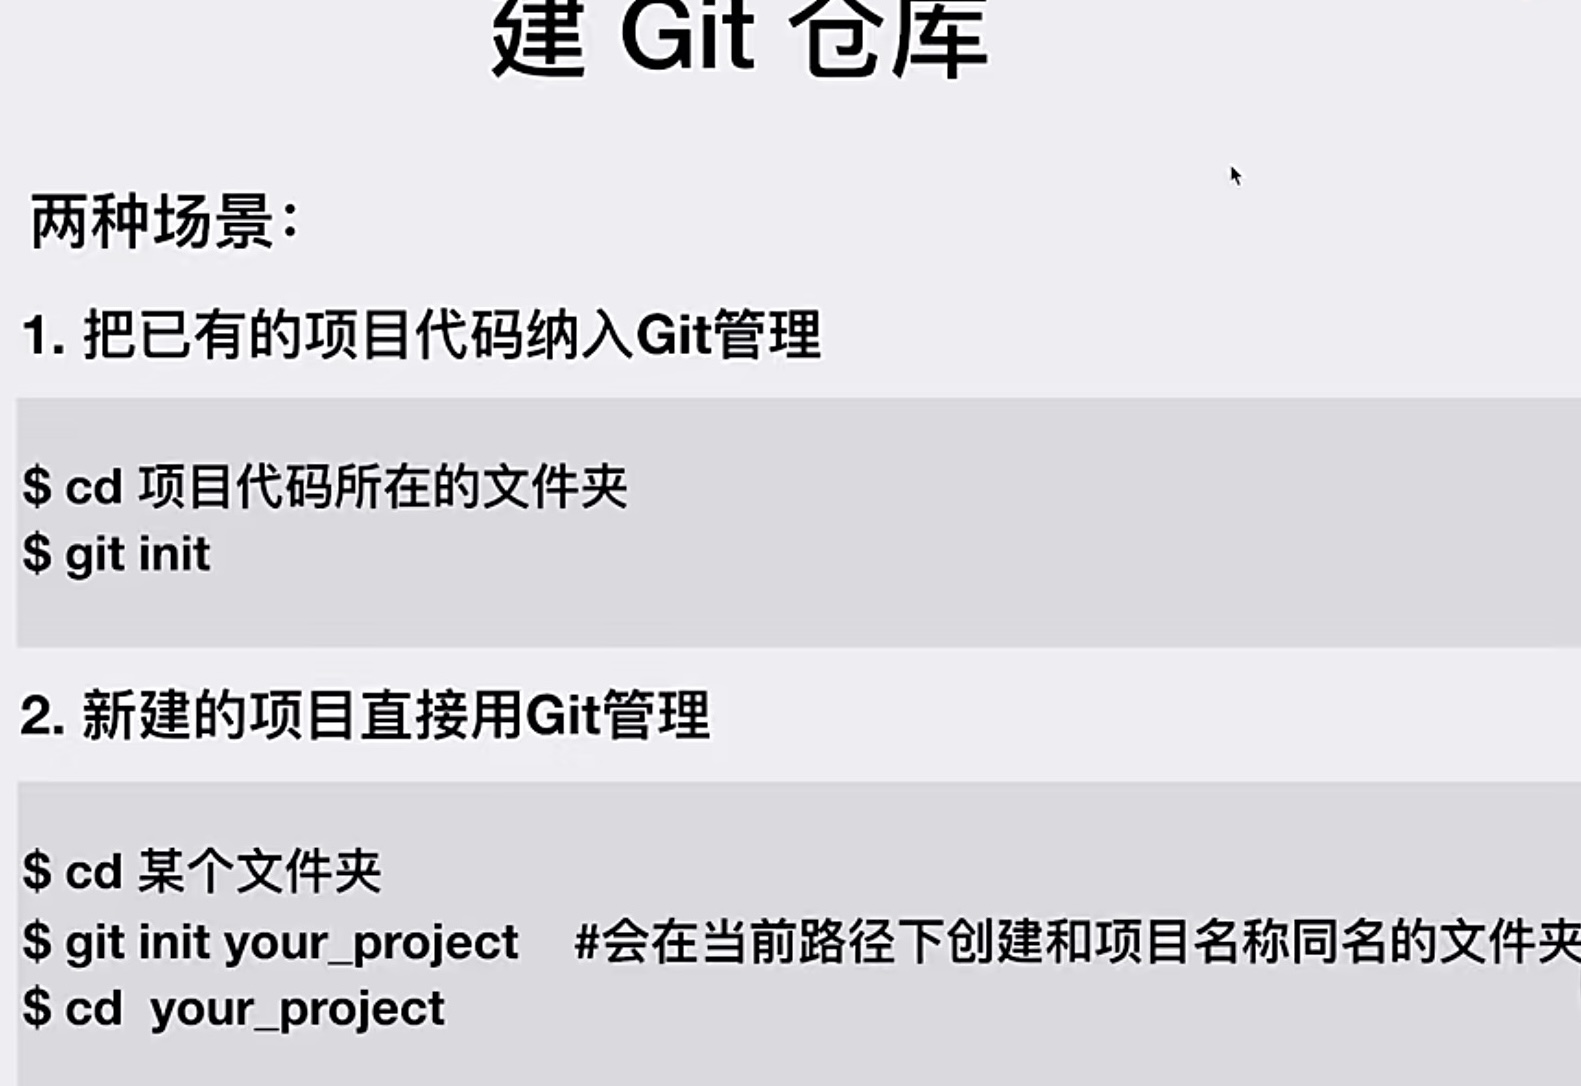 建 Git 仓库
两种场景：
1. 把已有的项目代码纳入Git管理
$ cd 项目代码所在的文件夹
$ git init
2. 新建的项目直接用Git管理
$ cd 某个文件夹
$ git init your_project #会在当前路径下创建和项目名称同名的文件夹
$ cd your_project